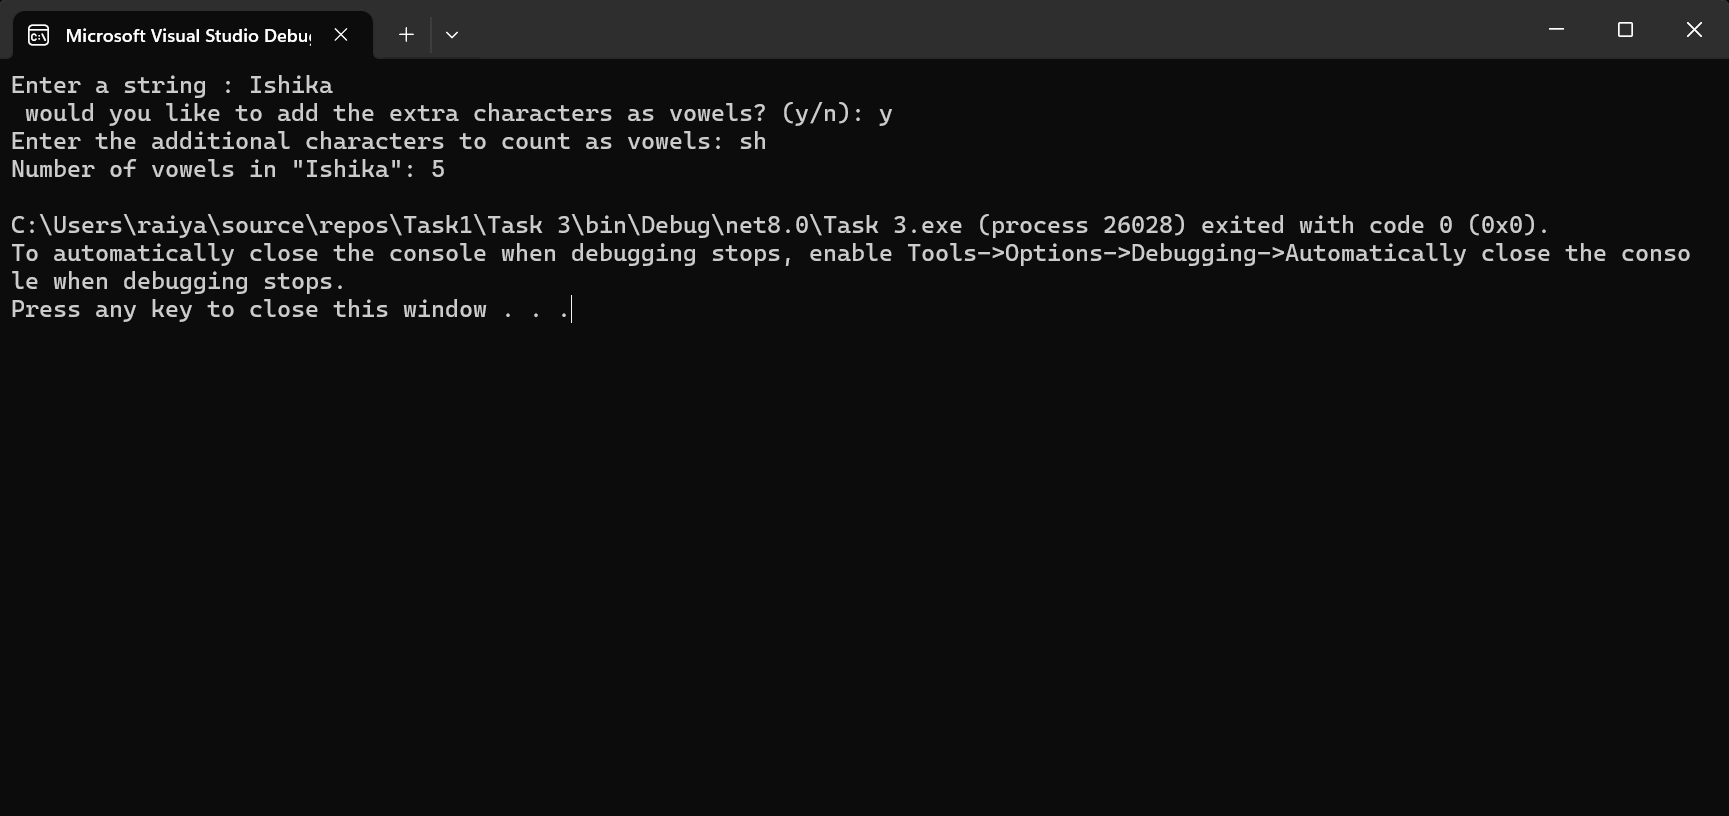 Microsoft Visual Studio Debu
Enter a string : Ishika
would you like to add the extra characters as vowels? (y/n): y
Enter the additional characters to count as vowels: sh
Number of vowels in "Ishika": 5
C:\Users\raiya\source\repos\Task1\Task 3\bin\Debug\net8.0\Task 3.exe (process 26028) exited with code 0 (0x0).
To automatically close the console when debugging stops, enable Tools->Options->Debugging->Automatically close the conso
le when debugging stops.
Press any key to close this window . . .